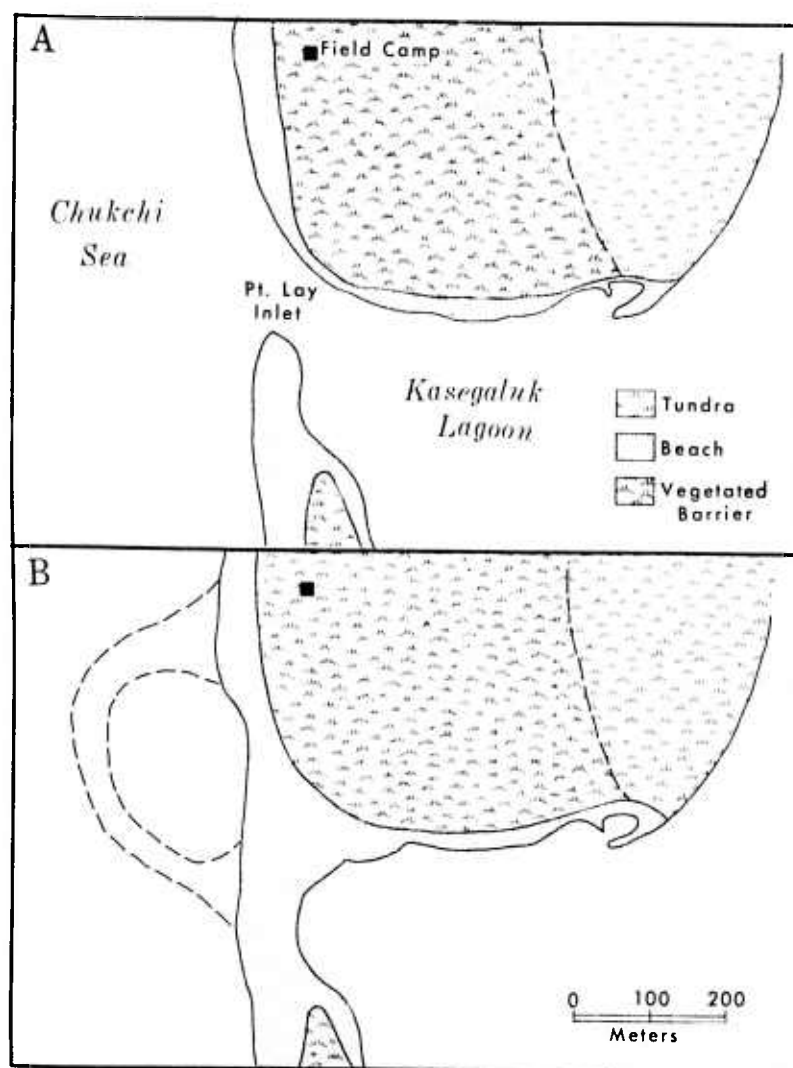 A
Field Camp
Chukchi
Sea
Pt. Lay
Inlet
Kasegaluk
Lagoon
Tundra
Beach
Vegetated
Barrier
B
0 100 200
Meters